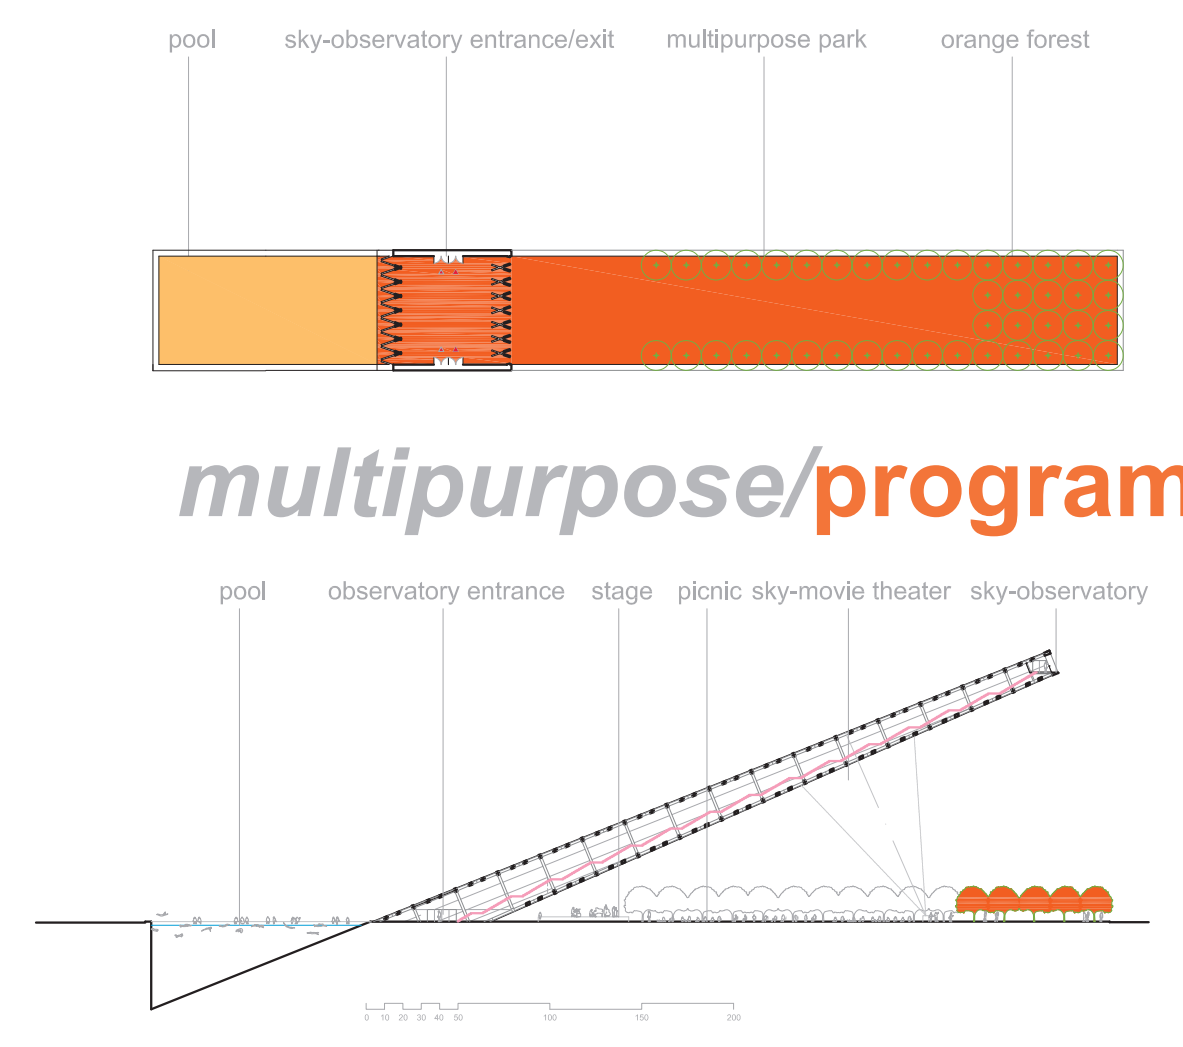 pool sky-observatory entrance/exit multipurpose park orange forest
multipurpose/program
pool observatory entrance stage picnic sky-movie theater sky-observatory
0 10 20 30 40 50 100 150 200